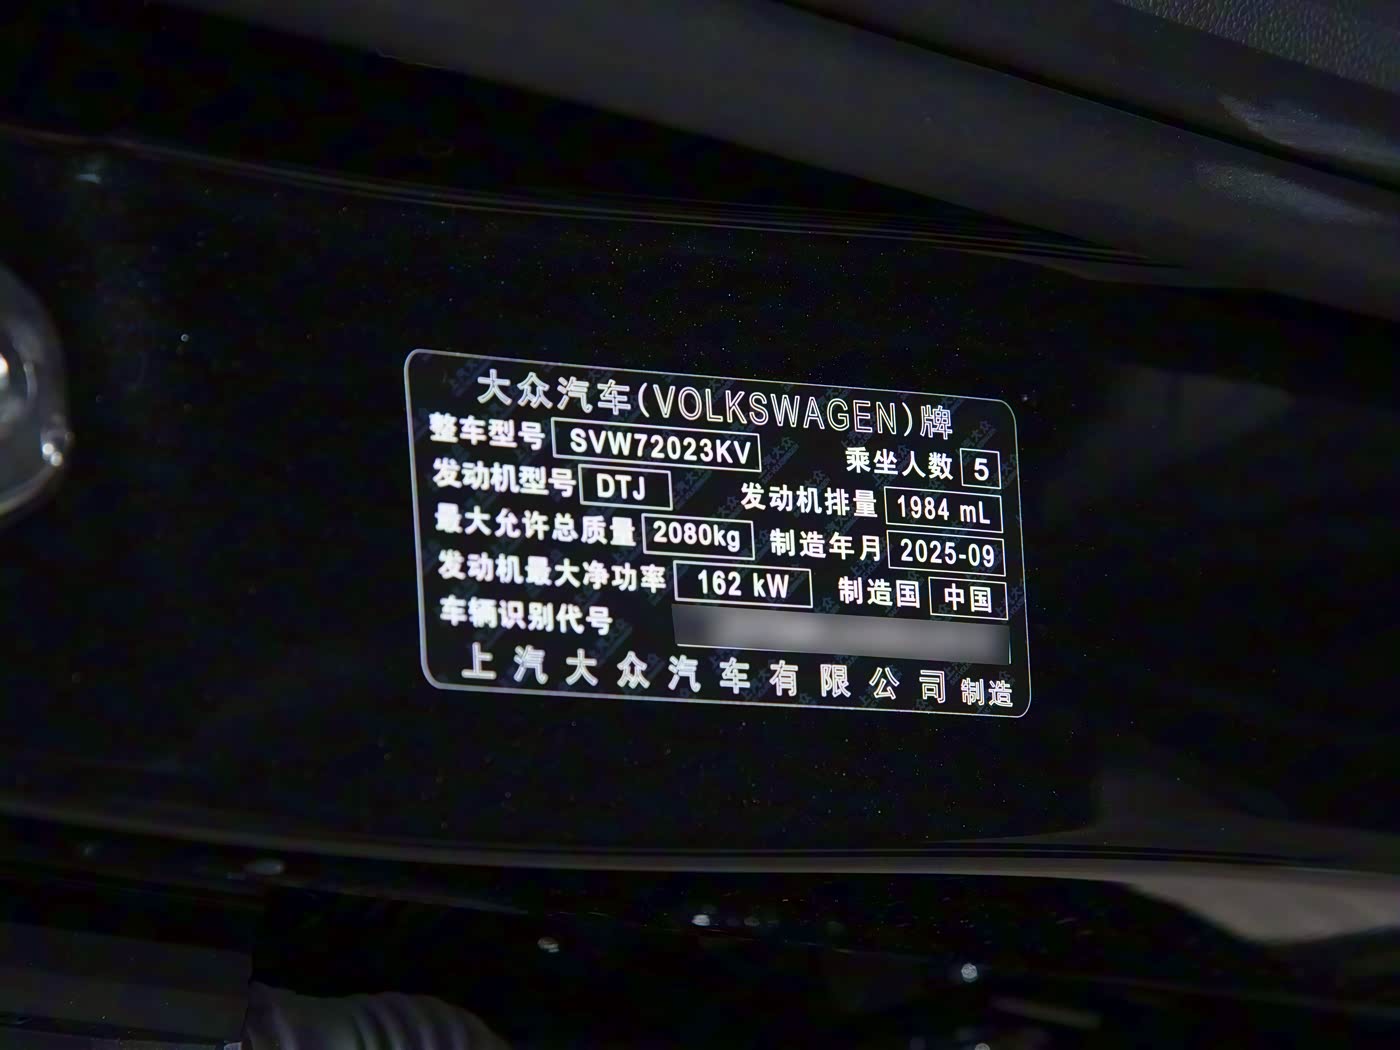 大众汽车(VOLKSWAGEN)牌
整车型号 SVW72023KV 乘坐人数 5
发动机型号 DTJ 发动机排量 1984 mL
最大允许总质量 2080kg 制造年月 2025-09
发动机最大净功率 162 kW 制造国 中国
车辆识别代号
上汽大众汽车有限公司 制造